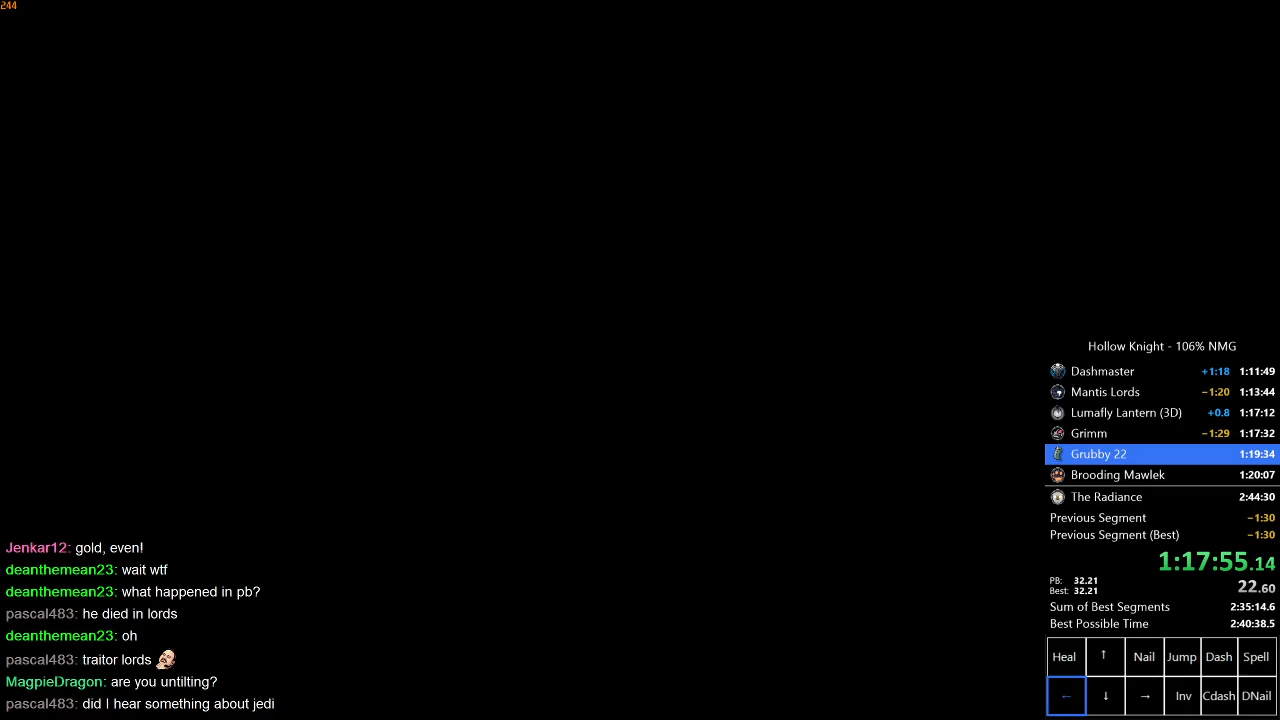 244
Hollow Knight - 106% NMG
Dashmaster +1:18 1:11:49
Mantis Lords −1:20 1:13:44
Lumafly Lantern (3D) +0.8 1:17:12
Grimm −1:29 1:17:32
Grubby 22 1:19:34
Brooding Mawlek 1:20:07
The Radiance 2:44:30
Previous Segment −1:30
Previous Segment (Best) −1:30
1:17:55.14
PB: 32.21
Best: 32.21
22.60
Sum of Best Segments 2:35:14.6
Best Possible Time 2:40:38.5
Heal ↑ Nail Jump Dash Spell
← ↓ → Inv Cdash DNail
Jenkar12: gold, even!
deanthemean23: wait wtf
deanthemean23: what happened in pb?
pascal483: he died in lords
deanthemean23: oh
pascal483: traitor lords
MagpieDragon: are you untilting?
pascal483: did I hear something about jedi